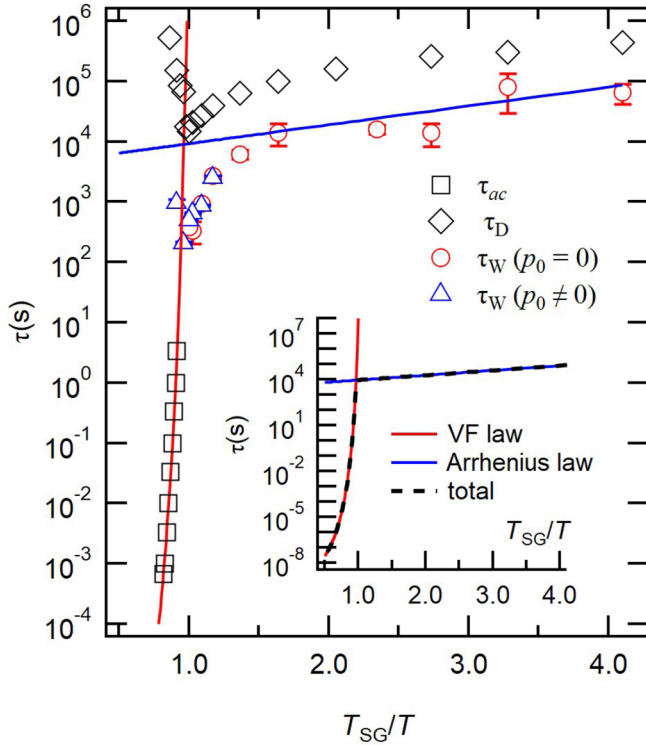 10^6
10^5
10^4
10^3
10^2
10^1
10^0
10^-1
10^-2
10^-3
10^-4
τ(s)
1.0
2.0
3.0
4.0
T_SG/T
τ_ac
τ_D
τ_W (p_0 = 0)
τ_W (p_0 ≠ 0)
10^7
10^4
10^1
10^-2
10^-4
10^-6
10^-8
τ(s)
VF law
Arrhenius law
total
T_SG/T
1.0
2.0
3.0
4.0